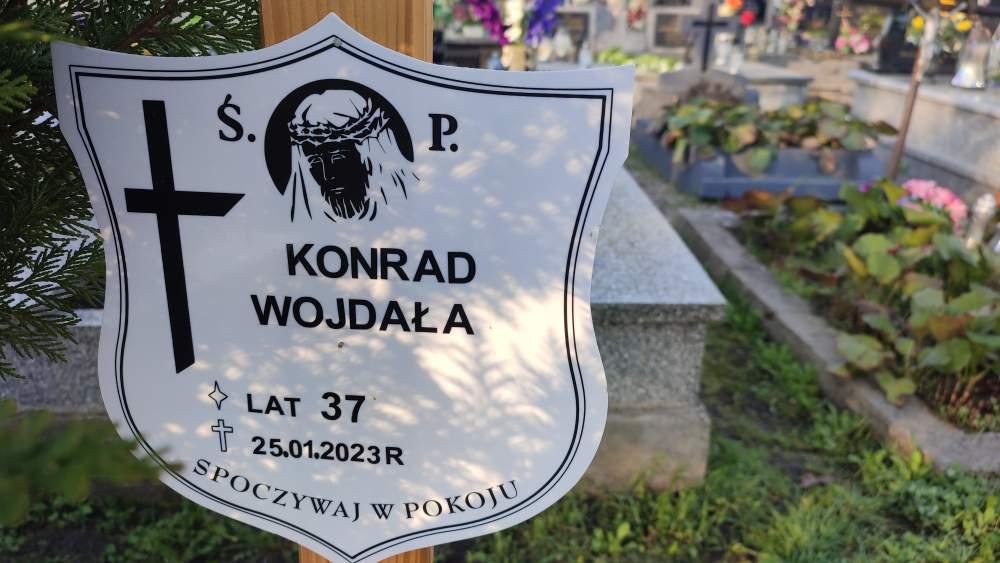 Ś. P.
KONRAD
WOJDAŁA
LAT 37
25.01.2023 R
SPOCZYWAJ W POKOJU